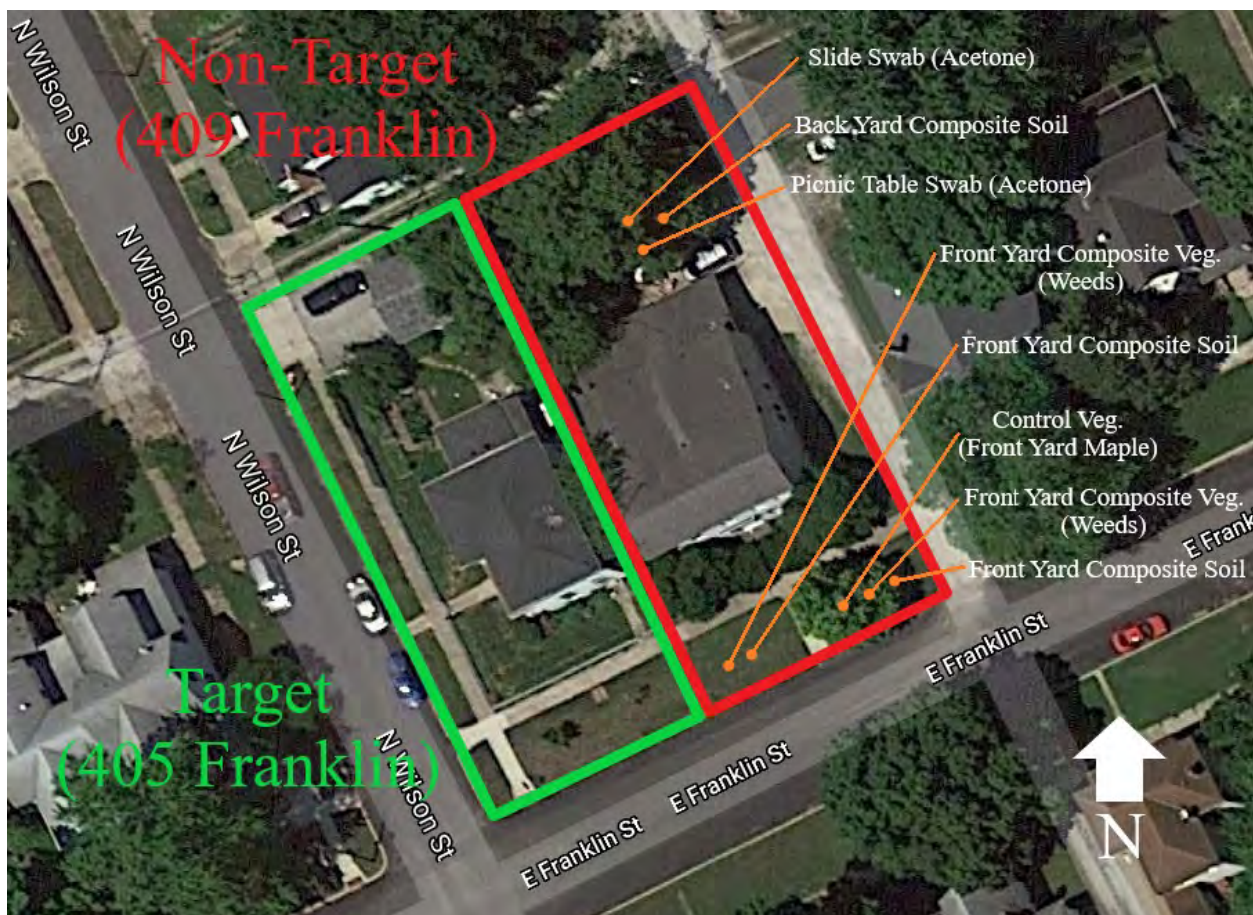 N Wilson St
Non-Target
(409 Franklin)
Slide Swab (Acetone)
Back Yard Composite Soil
Picnic Table Swab (Acetone)
N Wilson St
Front Yard Composite Veg.
(Weeds)
Front Yard Composite Soil
Control Veg.
(Front Yard Maple)
N Wilson St
Front Yard Composite Veg.
(Weeds)
E Frank
Front Yard Composite Soil
E Franklin St
Target
(405 Franklin)
N Wilson St
E Franklin St
E Franklin St
N